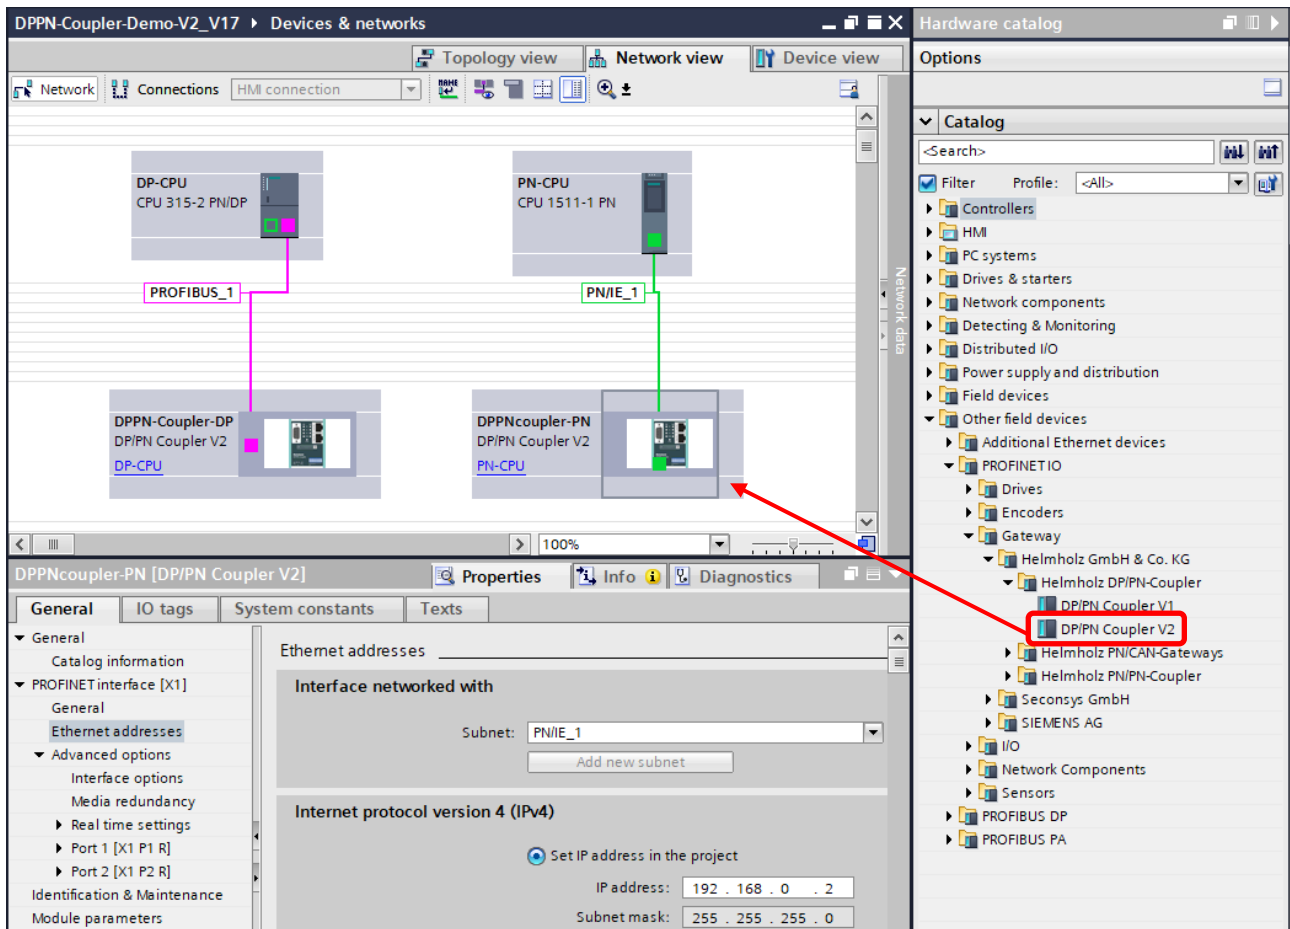 DPPN-Coupler-Demo-V2_V17 Devices & networks
Topology view Network view Device view
Network Connections HMI connection
DP-CPU
CPU 315-2 PN/DP
PN-CPU
CPU 1511-1 PN
PROFIBUS_1
PN/IE_1
DPPN-Coupler-DP
DP/PN Coupler V2
DP-CPU
DPPNcoupler-PN
DP/PN Coupler V2
PN-CPU
Network data
100%
DPPNcoupler-PN [DP/PN Coupler V2]
Properties Info Diagnostics
General IO tags System constants Texts
General
Catalog information
PROFINET interface [X1]
General
Ethernet addresses
Advanced options
Interface options
Media redundancy
Real time settings
Port 1 [X1 P1 R]
Port 2 [X1 P2 R]
Identification & Maintenance
Module parameters
Ethernet addresses
Interface networked with
Subnet: PN/IE_1
Add new subnet
Internet protocol version 4 (IPv4)
Set IP address in the project
IP address: 192 . 168 . 0 . 2
Subnet mask: 255 . 255 . 255 . 0
Hardware catalog
Options
Catalog
<Search>
Filter Profile: <All>
Controllers
HMI
PC systems
Drives & starters
Network components
Detecting & Monitoring
Distributed I/O
Power supply and distribution
Field devices
Other field devices
Additional Ethernet devices
PROFINET IO
Drives
Encoders
Gateway
Helmholz GmbH & Co. KG
Helmholz DP/PN-Coupler
DP/PN Coupler V1
DP/PN Coupler V2
Helmholz PN/CAN-Gateways
Helmholz PN/PN-Coupler
Seconsys GmbH
SIEMENS AG
I/O
Network Components
Sensors
PROFIBUS DP
PROFIBUS PA